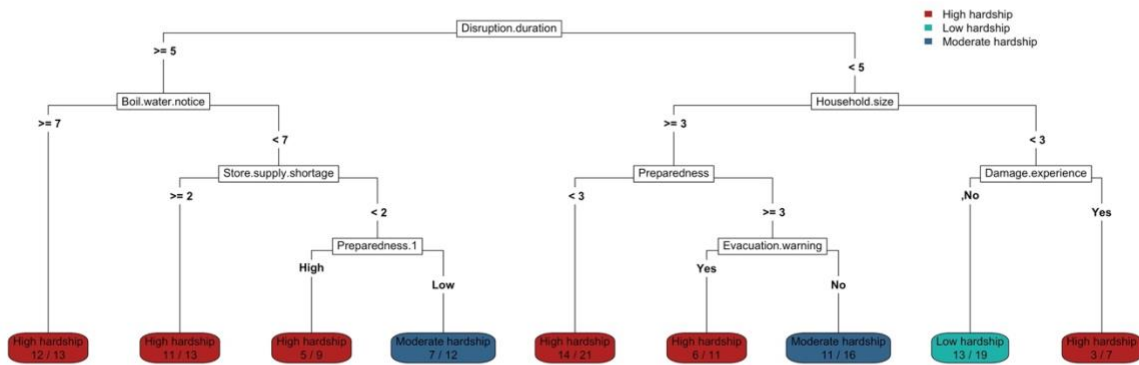 Disruption.duration
High hardship
Low hardship
Moderate hardship
>= 5
< 5
Boil.water.notice
Household.size
>= 7
< 7
>= 3
< 3
Store.supply.shortage
Preparedness
Damage.experience
>= 2
< 2
< 3
>= 3
,No
Yes
Preparedness.1
Evacuation.warning
High
Low
Yes
No
High hardship
12 / 13
High hardship
11 / 13
High hardship
5 / 9
Moderate hardship
7 / 12
High hardship
14 / 21
High hardship
6 / 11
Moderate hardship
11 / 16
Low hardship
13 / 19
High hardship
3 / 7